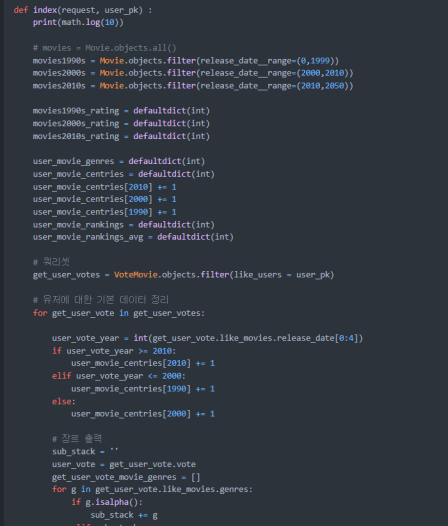 def index(request, user_pk) :
    print(math.log(10))

    # movies = Movie.objects.all()
    movies1990s = Movie.objects.filter(release_date__range=(0,1999))
    movies2000s = Movie.objects.filter(release_date__range=(2000,2010))
    movies2010s = Movie.objects.filter(release_date__range=(2010,2050))

    movies1990s_rating = defaultdict(int)
    movies2000s_rating = defaultdict(int)
    movies2010s_rating = defaultdict(int)

    user_movie_genres = defaultdict(int)
    user_movie_centries = defaultdict(int)
    user_movie_centries[2010] += 1
    user_movie_centries[2000] += 1
    user_movie_centries[1990] += 1
    user_movie_rankings = defaultdict(int)
    user_movie_rankings_avg = defaultdict(int)

    # 쿼리셋
    get_user_votes = VoteMovie.objects.filter(like_users = user_pk)

    # 유저에 대한 기본 데이터 정리
    for get_user_vote in get_user_votes:

        user_vote_year = int(get_user_vote.like_movies.release_date[0:4])
        if user_vote_year >= 2010:
            user_movie_centries[2010] += 1
        elif user_vote_year <= 2000:
            user_movie_centries[1990] += 1
        else:
            user_movie_centries[2000] += 1

        # 장르 출력
        sub_stack = ''
        user_vote = get_user_vote.vote
        get_user_vote_movie_genres = []
        for g in get_user_vote.like_movies.genres:
            if g.isalpha():
                sub_stack += g